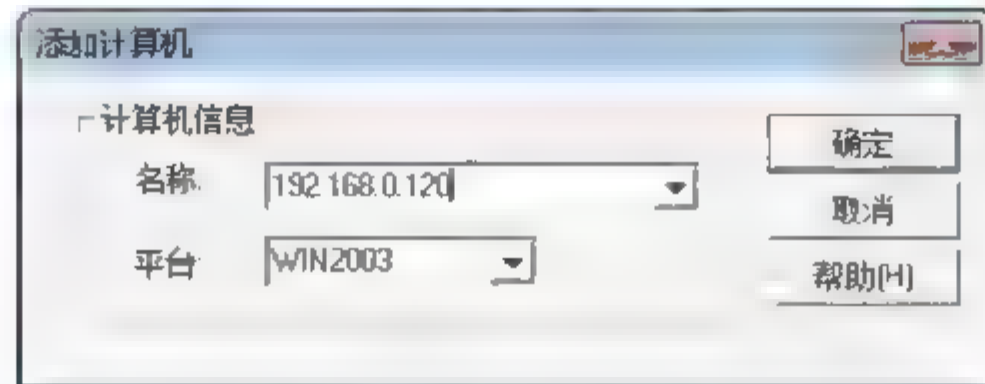 添加计算机
计算机信息
名称
192.168.0.120
平台
WIN2003
确定
取消
帮助(H)